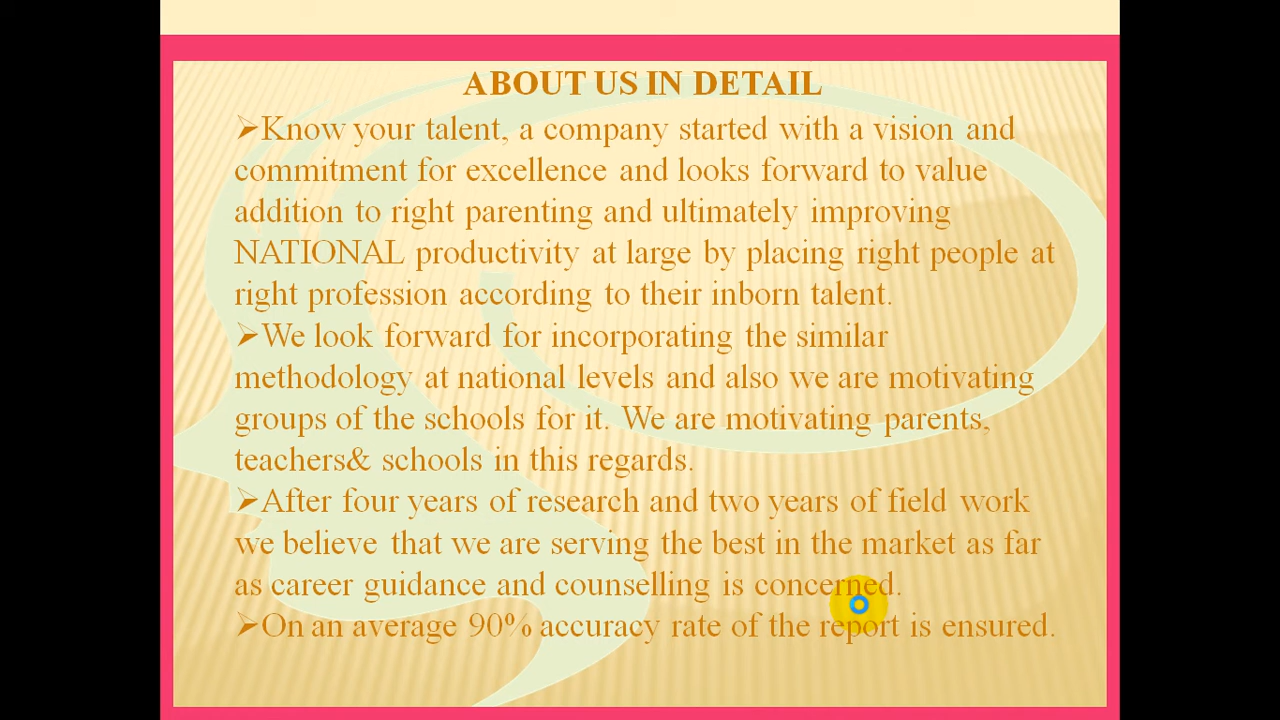 ABOUT US IN DETAIL
➢Know your talent, a company started with a vision and
commitment for excellence and looks forward to value
addition to right parenting and ultimately improving
NATIONAL productivity at large by placing right people at
right profession according to their inborn talent.
➢We look forward for incorporating the similar
methodology at national levels and also we are motivating
groups of the schools for it. We are motivating parents,
teachers& schools in this regards.
➢After four years of research and two years of field work
we believe that we are serving the best in the market as far
as career guidance and counselling is concerned.
➢On an average 90% accuracy rate of the report is ensured.